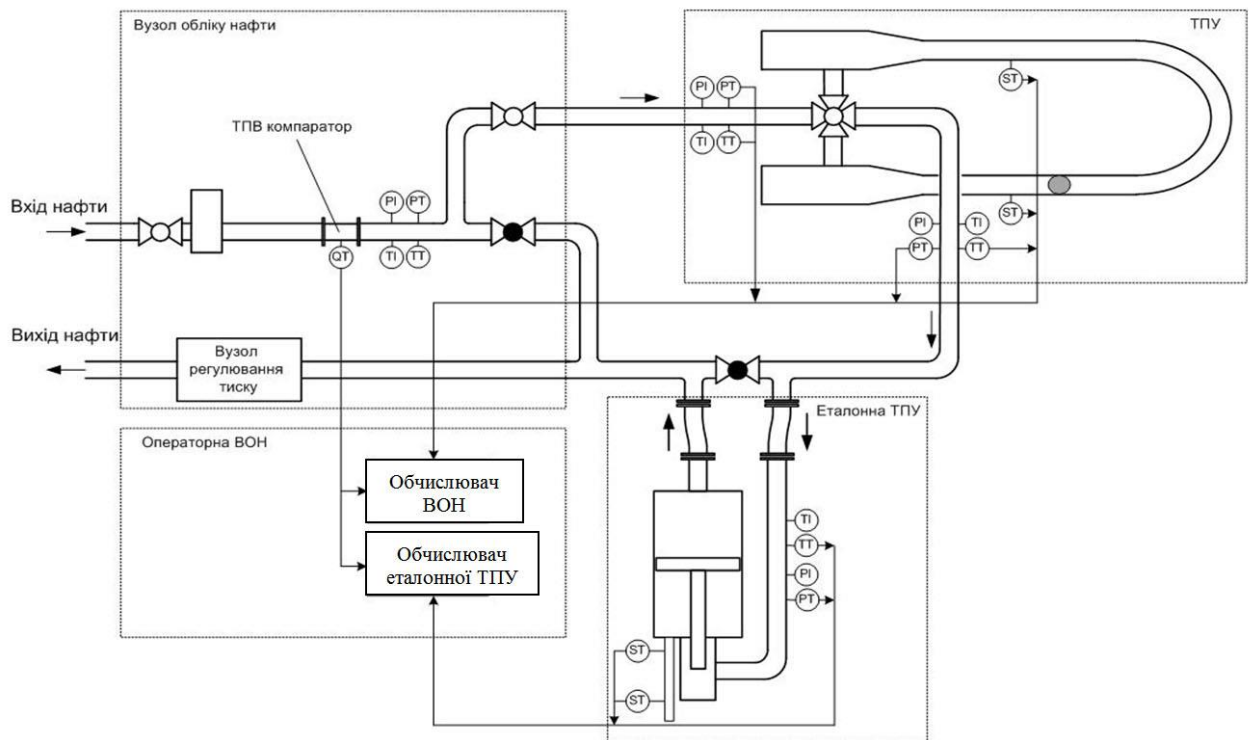 Вузол обліку нафти
ТПУ
PI
PT
ST
ТПВ компаратор
TI
TT
PI
PT
Вхід нафти
ST
PI
TI
QT
TI
TT
PT
TT
Вихід нафти
Вузол
регулювання
тиску
Еталонна ТПУ
Операторна ВОН
Обчислювач
ВОН
TI
TT
Обчислювач
еталонної ТПУ
PI
PT
ST
ST